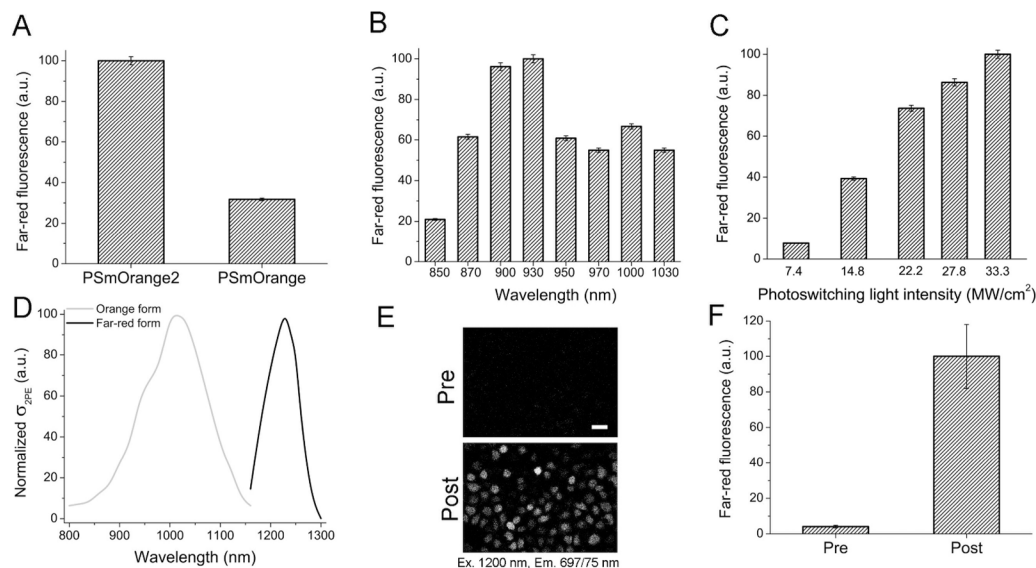 A
Far-red fluorescence (a.u.)
100
80
60
40
20
0
PSmOrange2 PSmOrange
B
Far-red fluorescence (a.u.)
100
80
60
40
20
0
850 870 900 930 950 970 1000 1030
Wavelength (nm)
C
Far-red fluorescence (a.u.)
100
80
60
40
20
0
7.4 14.8 22.2 27.8 33.3
Photoswitching light intensity (MW/cm²)
D
Normalized σ2PE (a.u.)
100
80
60
40
20
0
Orange form
Far-red form
800 900 1000 1100 1200 1300
Wavelength (nm)
E
Pre
Post
Ex. 1200 nm, Em. 697/75 nm
F
Far-red fluorescence (a.u.)
120
100
80
60
40
20
0
Pre Post